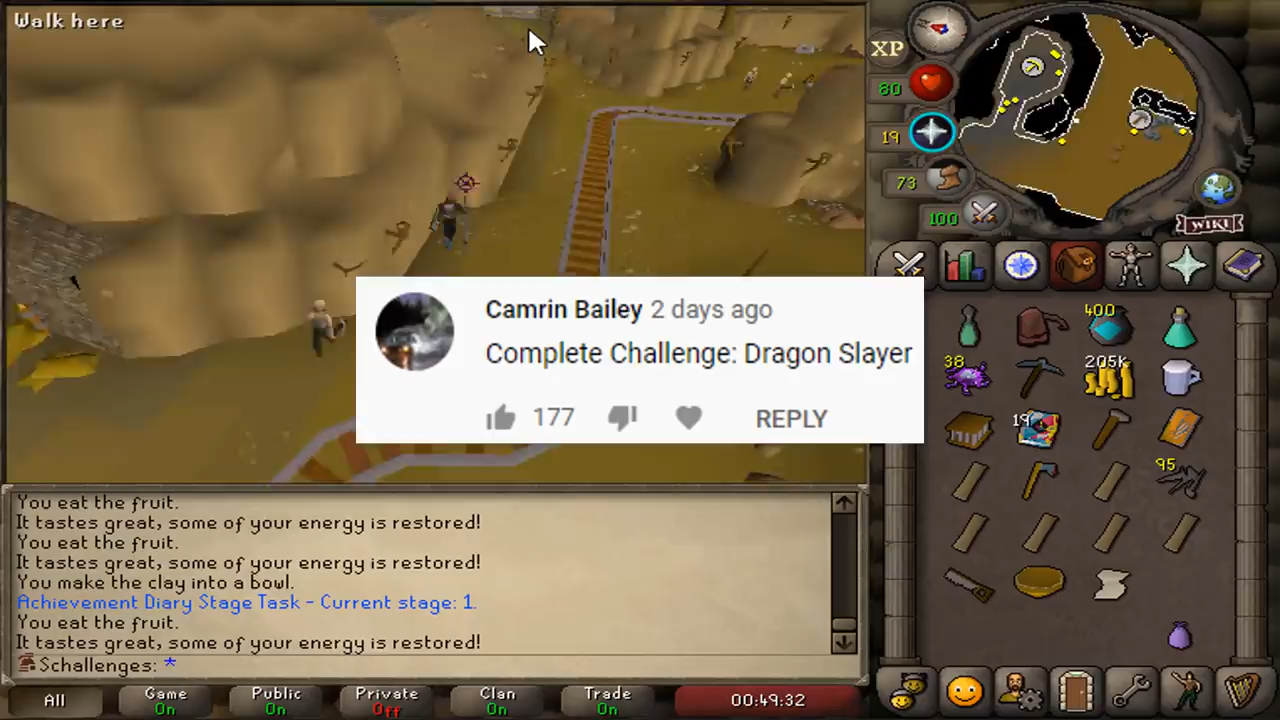 Walk here
XP
80
19
73
100
WIKI
Camrin Bailey 2 days ago
Complete Challenge: Dragon Slayer
177
REPLY
400
38
205K
19
95
You eat the fruit.
It tastes great, some of your energy is restored!
You eat the fruit.
It tastes great, some of your energy is restored!
You make the clay into a bowl.
Achievement Diary Stage Task - Current stage: 1.
You eat the fruit.
It tastes great, some of your energy is restored!
Schallenges: *
All
Game
On
Public
On
Private
Off
Clan
On
Trade
On
00:49:32